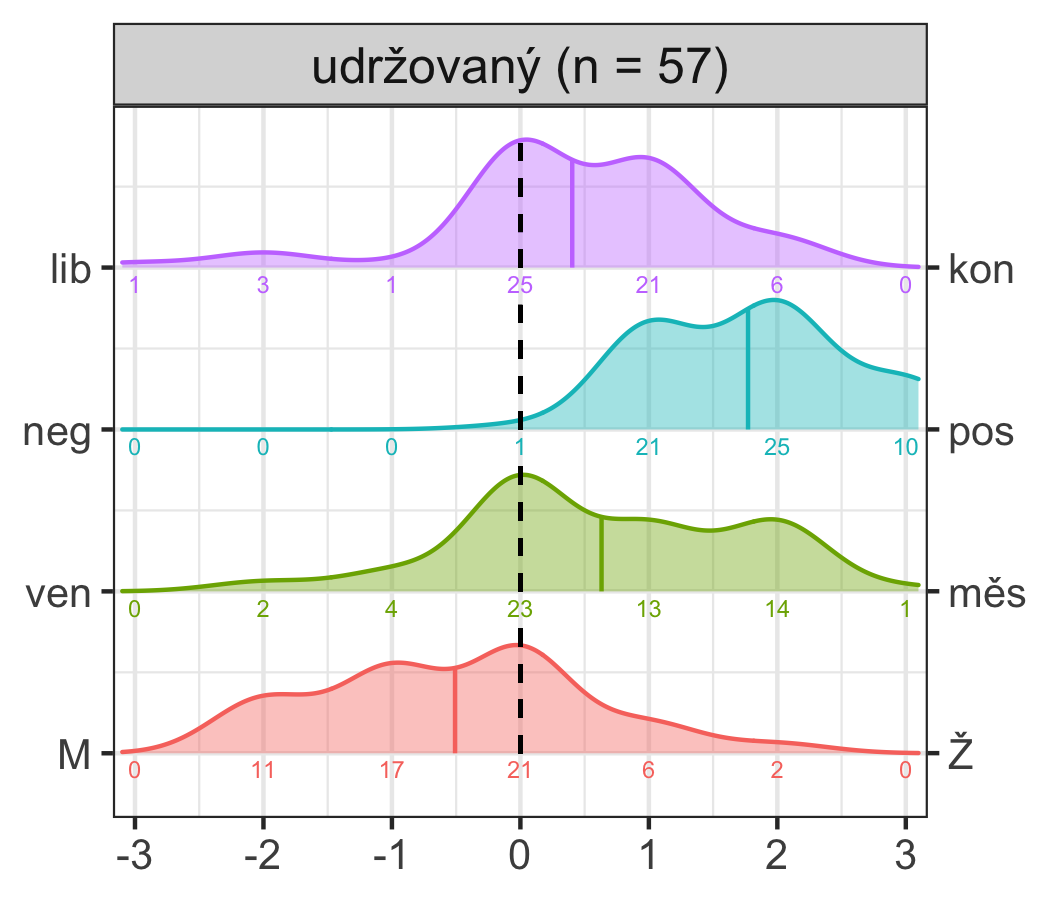 udržovaný (n = 57)
lib kon
1 3 1 25 21 6 0
neg pos
0 0 0 1 21 25 10
ven měs
0 2 4 23 13 14 1
M Ž
0 11 17 21 6 2 0
-3 -2 -1 0 1 2 3